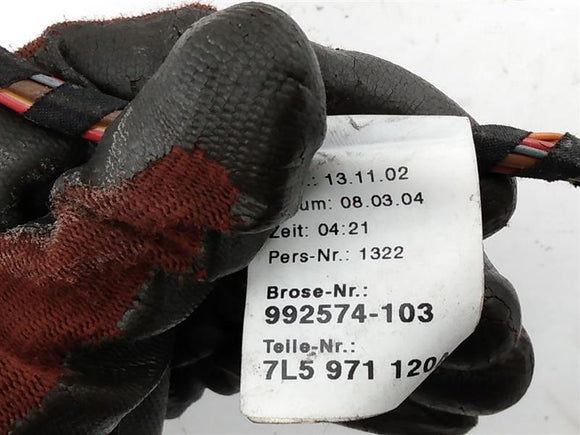 13.11.02
um: 08.03.04
Zeit: 04:21
Pers-Nr.: 1322
Brose-Nr.:
992574-103
Teile-Nr.:
7L5 971 120